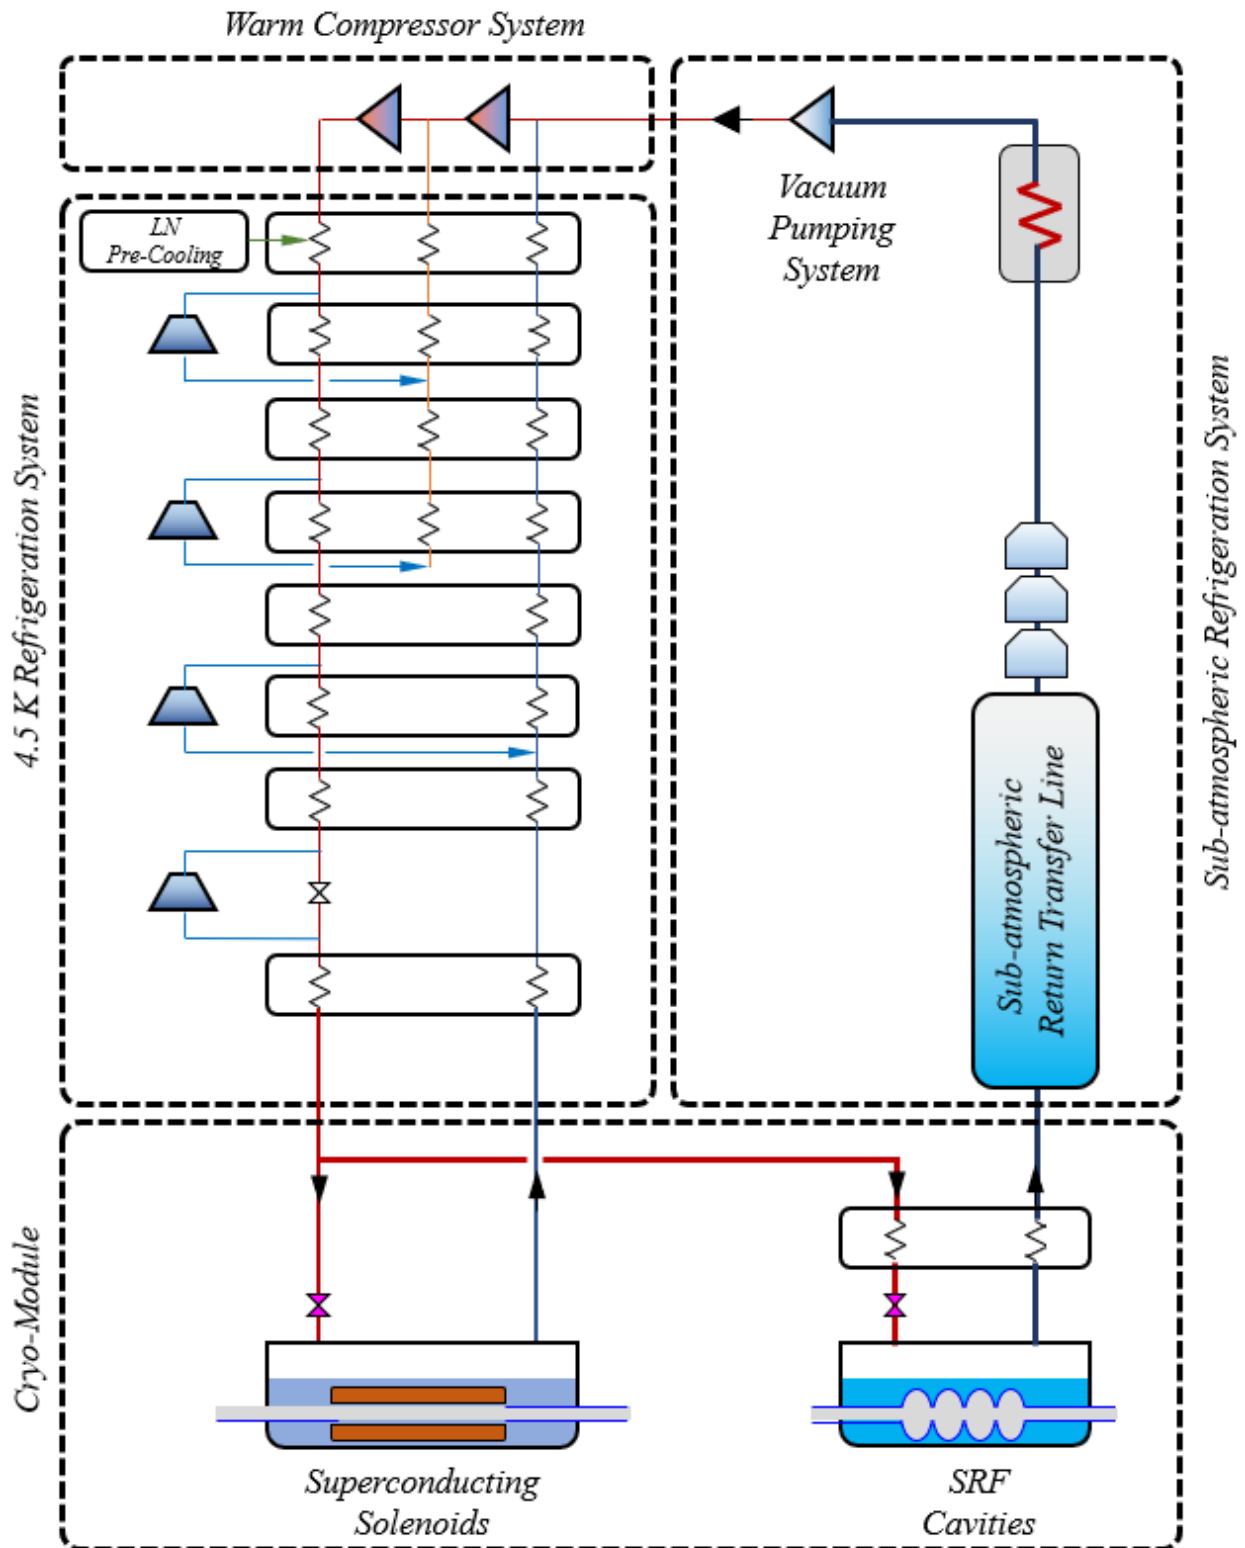 Warm Compressor System
Vacuum
Pumping
System
LN
Pre-Cooling
4.5 K Refrigeration System
Sub-atmospheric Refrigeration System
Sub-atmospheric
Return Transfer Line
Cryo-Module
Superconducting
Solenoids
SRF
Cavities